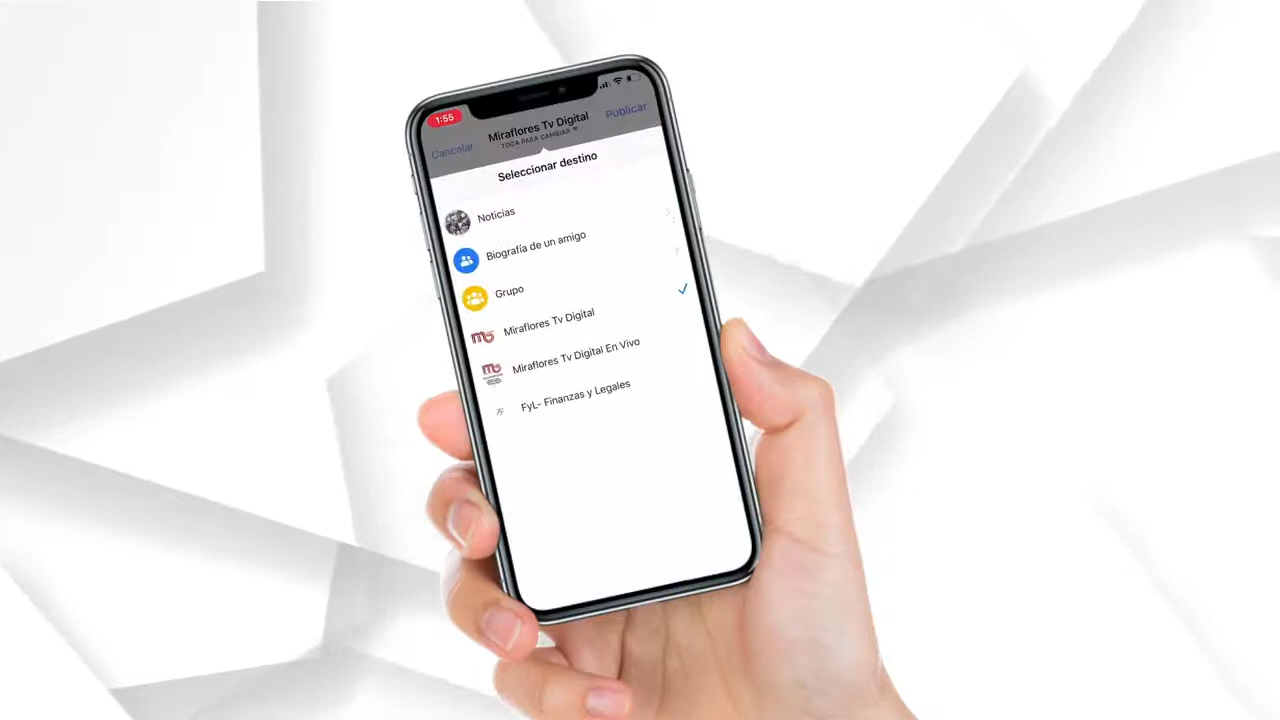 1:55
Miraflores Tv Digital
Publicar
TOCA PARA CAMBIAR
Cancelar
Seleccionar destino
Noticias
Biografía de un amigo
Grupo
Miraflores Tv Digital
Miraflores Tv Digital En Vivo
FyL- Finanzas y Legales